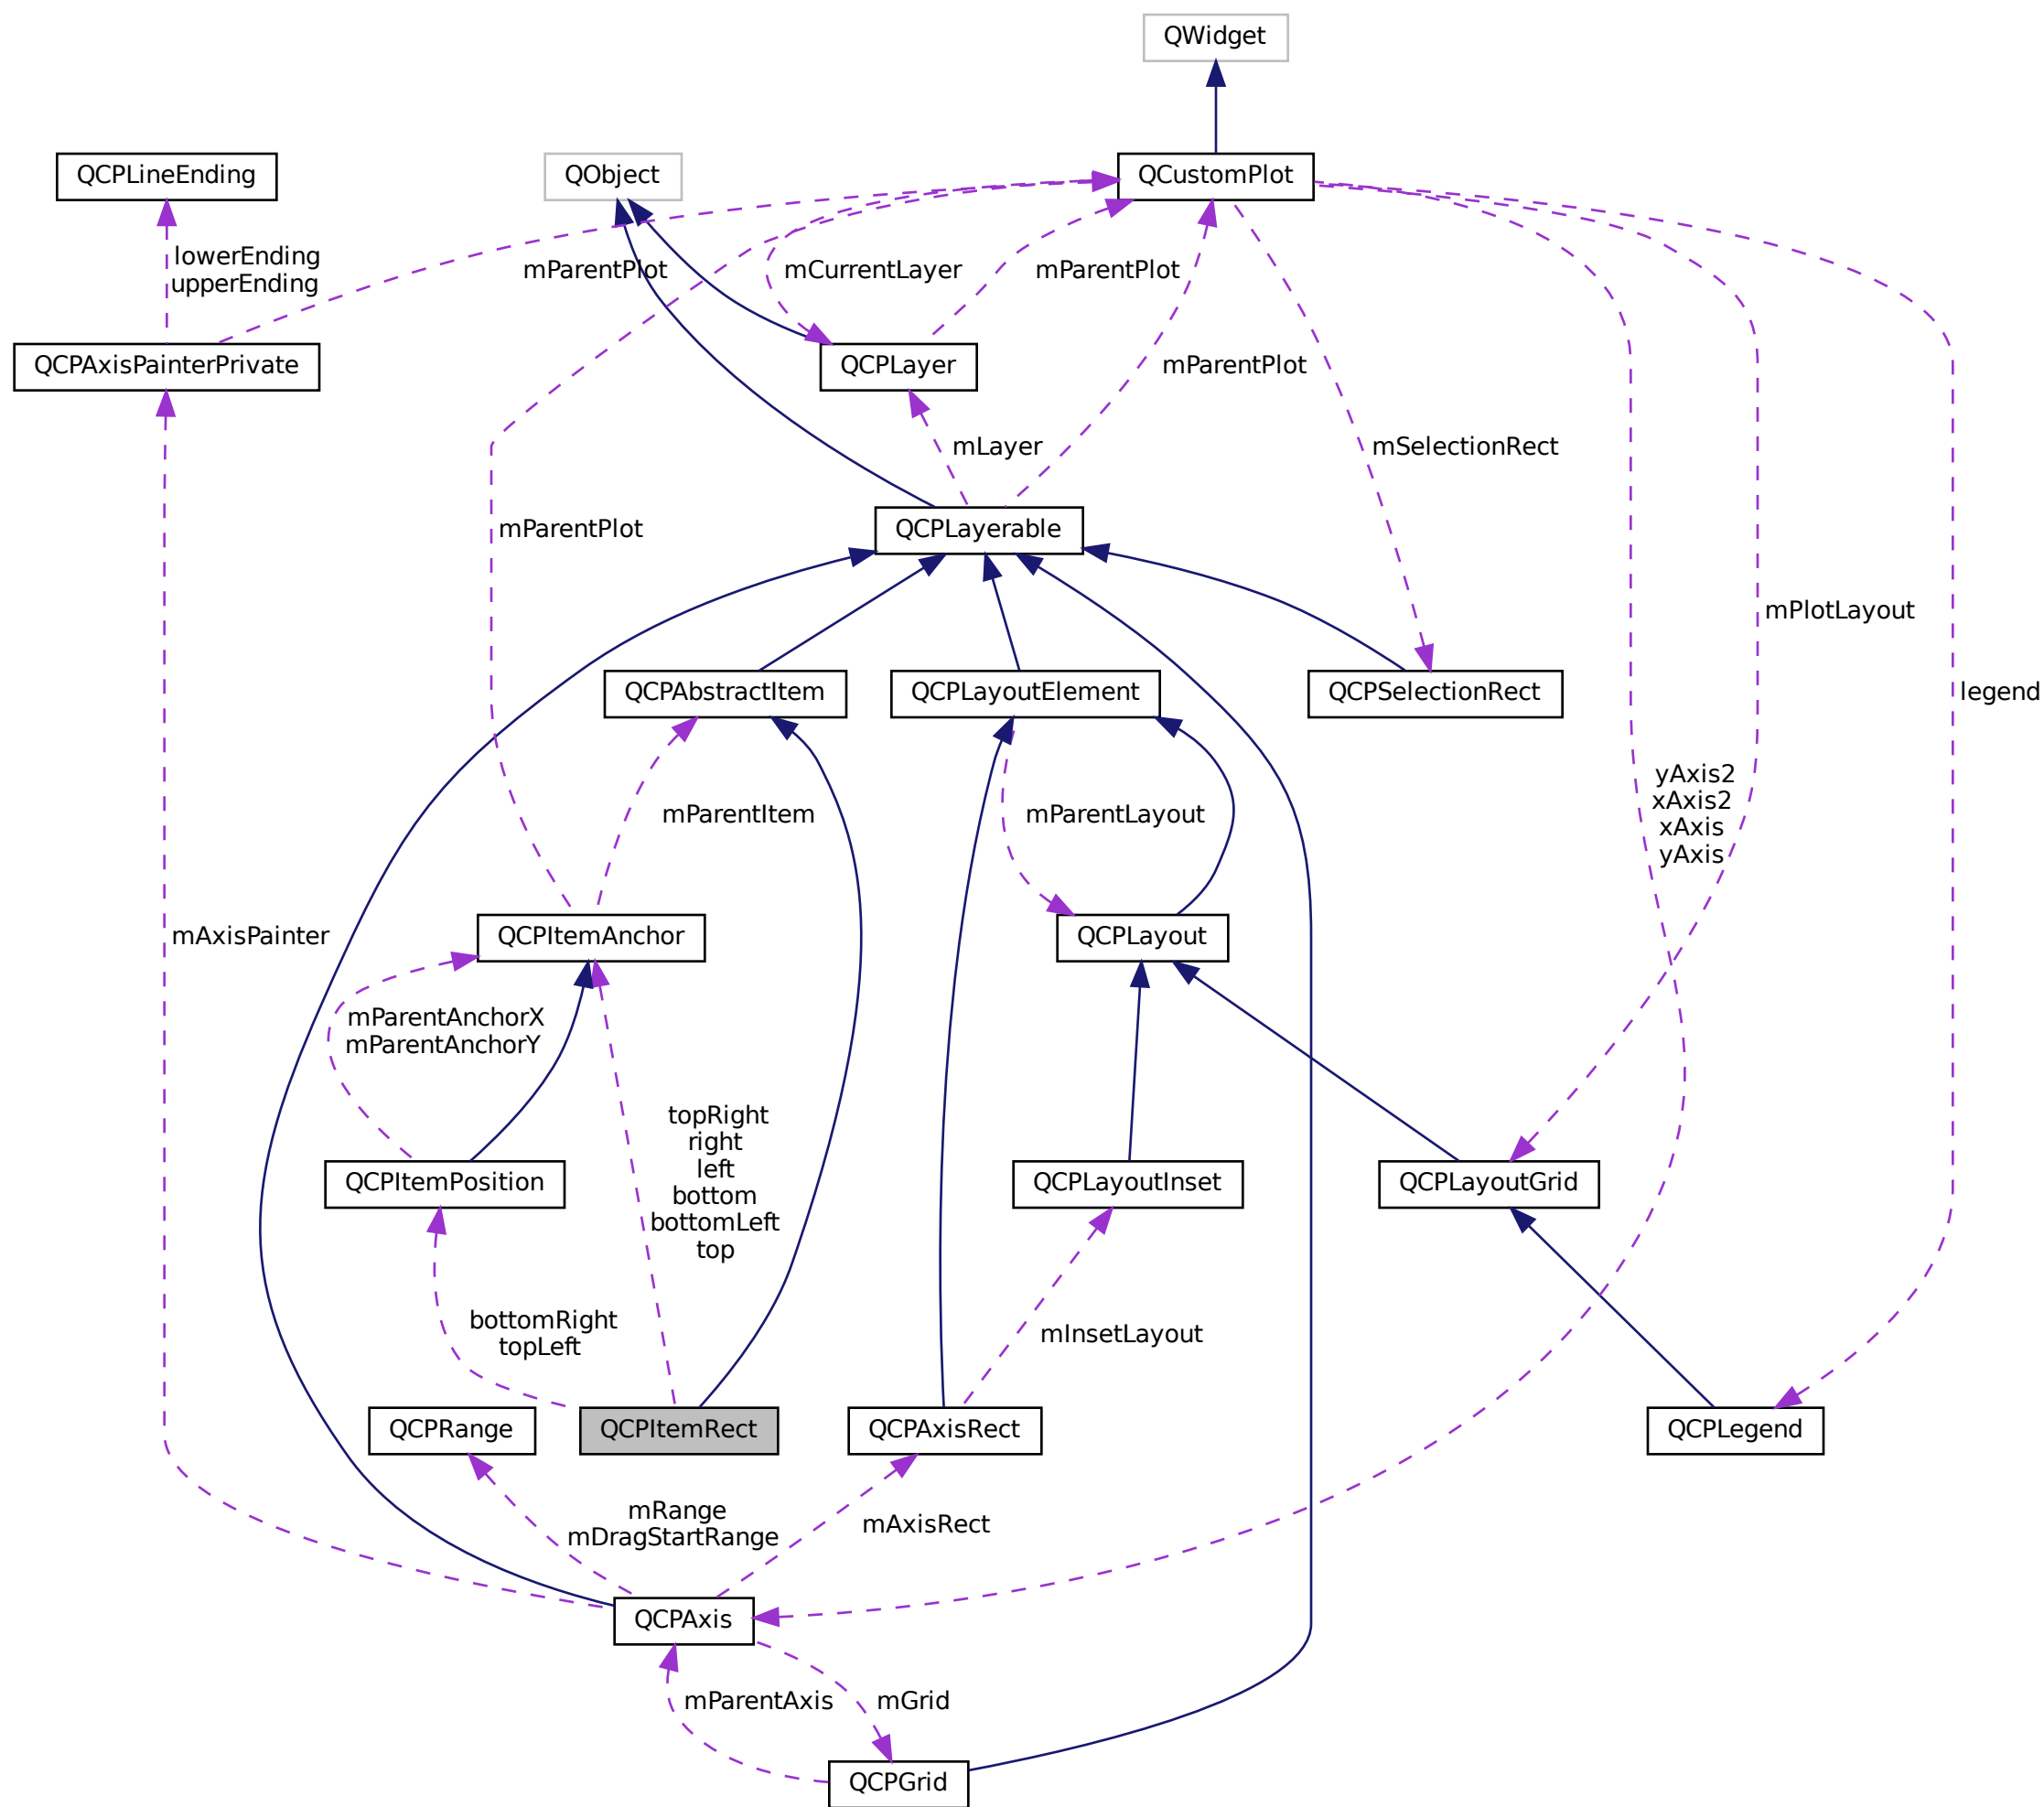 QWidget
QCPLineEnding
QObject
QCustomPlot
lowerEnding
upperEnding
mParentPlot
mCurrentLayer
mParentPlot
QCPAxisPainterPrivate
QCPLayer
mParentPlot
mLayer
mSelectionRect
mParentPlot
QCPLayerable
mPlotLayout
QCPAbstractItem
QCPLayoutElement
QCPSelectionRect
legend
yAxis2
xAxis2
xAxis
yAxis
mParentItem
mParentLayout
mAxisPainter
QCPItemAnchor
QCPLayout
mParentAnchorX
mParentAnchorY
topRight
right
left
bottom
bottomLeft
top
QCPItemPosition
QCPLayoutInset
QCPLayoutGrid
bottomRight
topLeft
mInsetLayout
QCPRange
QCPItemRect
QCPAxisRect
QCPLegend
mRange
mDragStartRange
mAxisRect
QCPAxis
mParentAxis
mGrid
QCPGrid